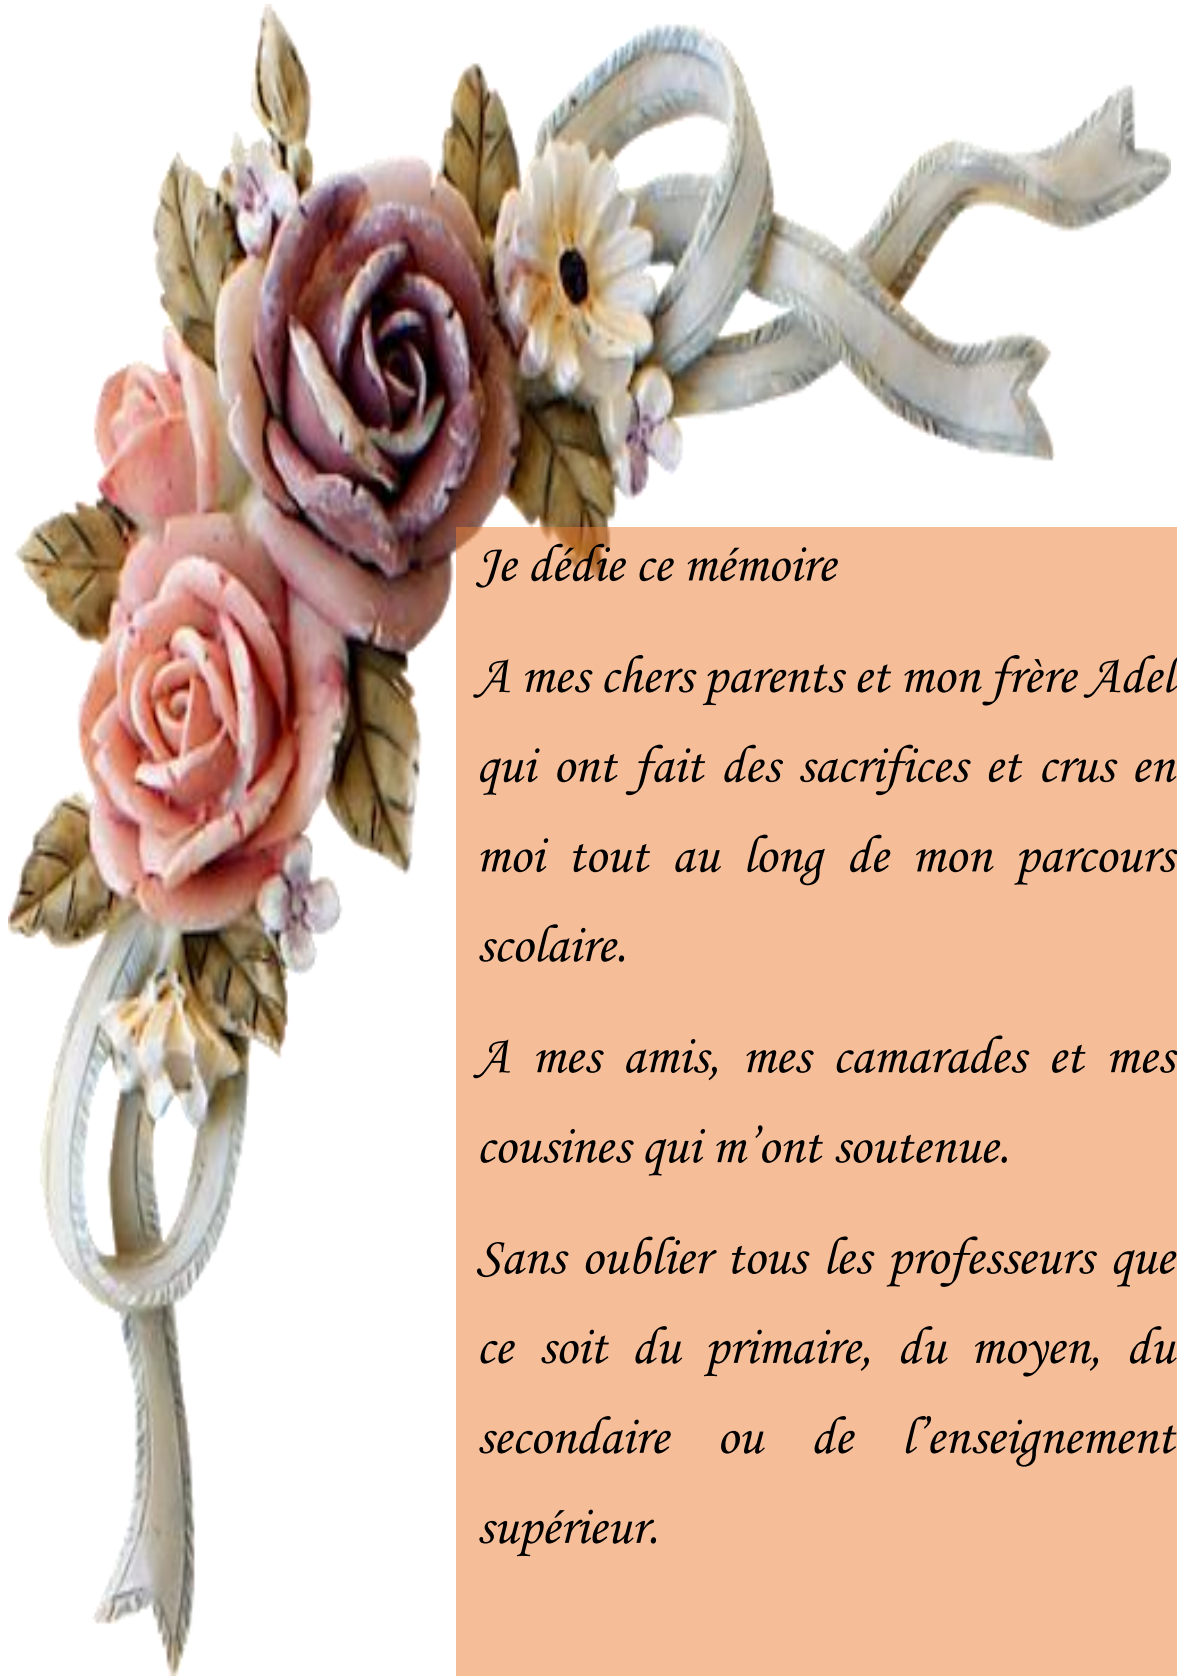 Je dédie ce mémoire
A mes chers parents et mon frère Adel
qui ont fait des sacrifices et crus en
moi tout au long de mon parcours
scolaire.
A mes amis, mes camarades et mes
cousines qui m’ont soutenue.
Sans oublier tous les professeurs que
ce soit du primaire, du moyen, du
secondaire ou de l’enseignement
supérieur.